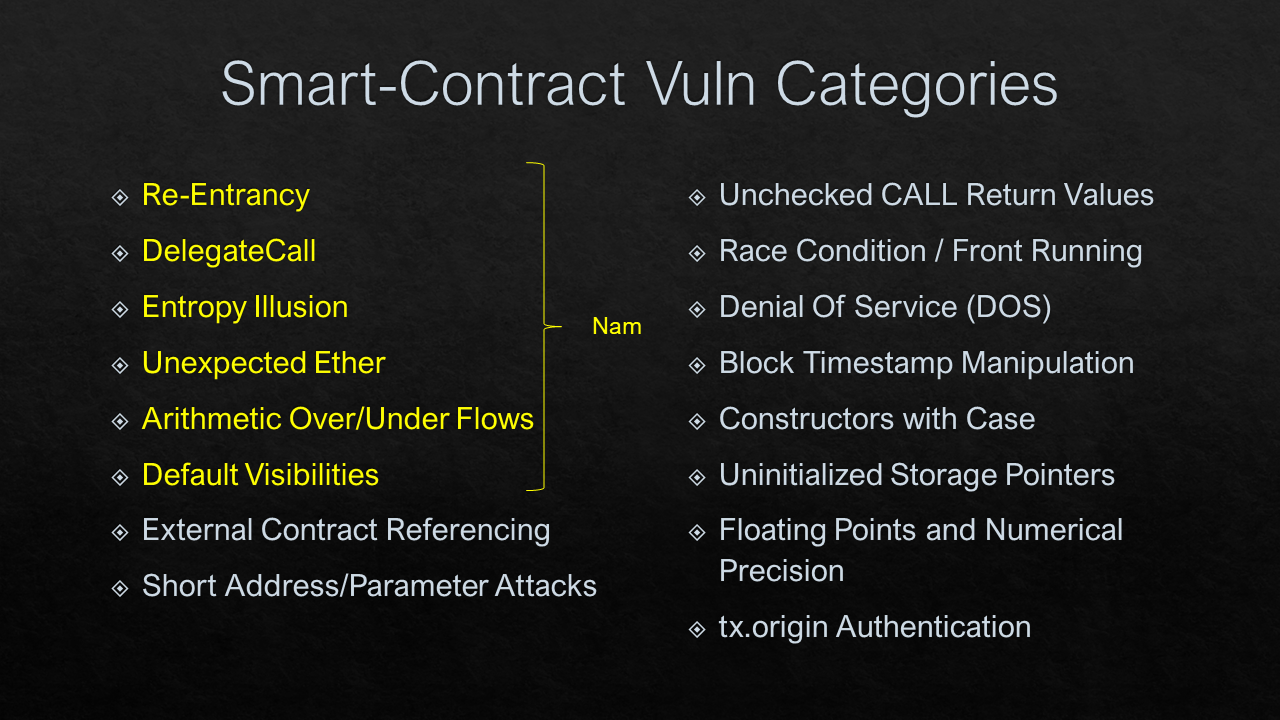 Smart-Contract Vuln Categories
Re-Entrancy
DelegateCall
Entropy Illusion
Unexpected Ether
Arithmetic Over/Under Flows
Default Visibilities
External Contract Referencing
Short Address/Parameter Attacks
Nam
Unchecked CALL Return Values
Race Condition / Front Running
Denial Of Service (DOS)
Block Timestamp Manipulation
Constructors with Case
Uninitialized Storage Pointers
Floating Points and Numerical
Precision
tx.origin Authentication